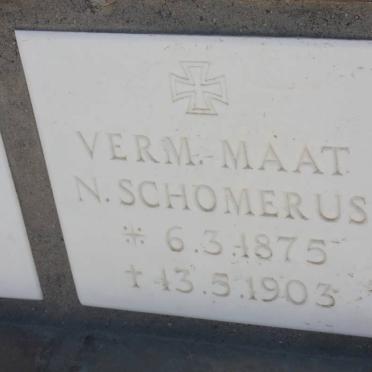 VERM. MAAT
N. SCHOMERUS
* 6.3.1875
† 13.5.1903